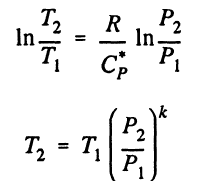 ln T₂/T₁ = R/C*ₚ ln P₂/P₁
T₂ = T₁ (P₂/P₁)ᵏ